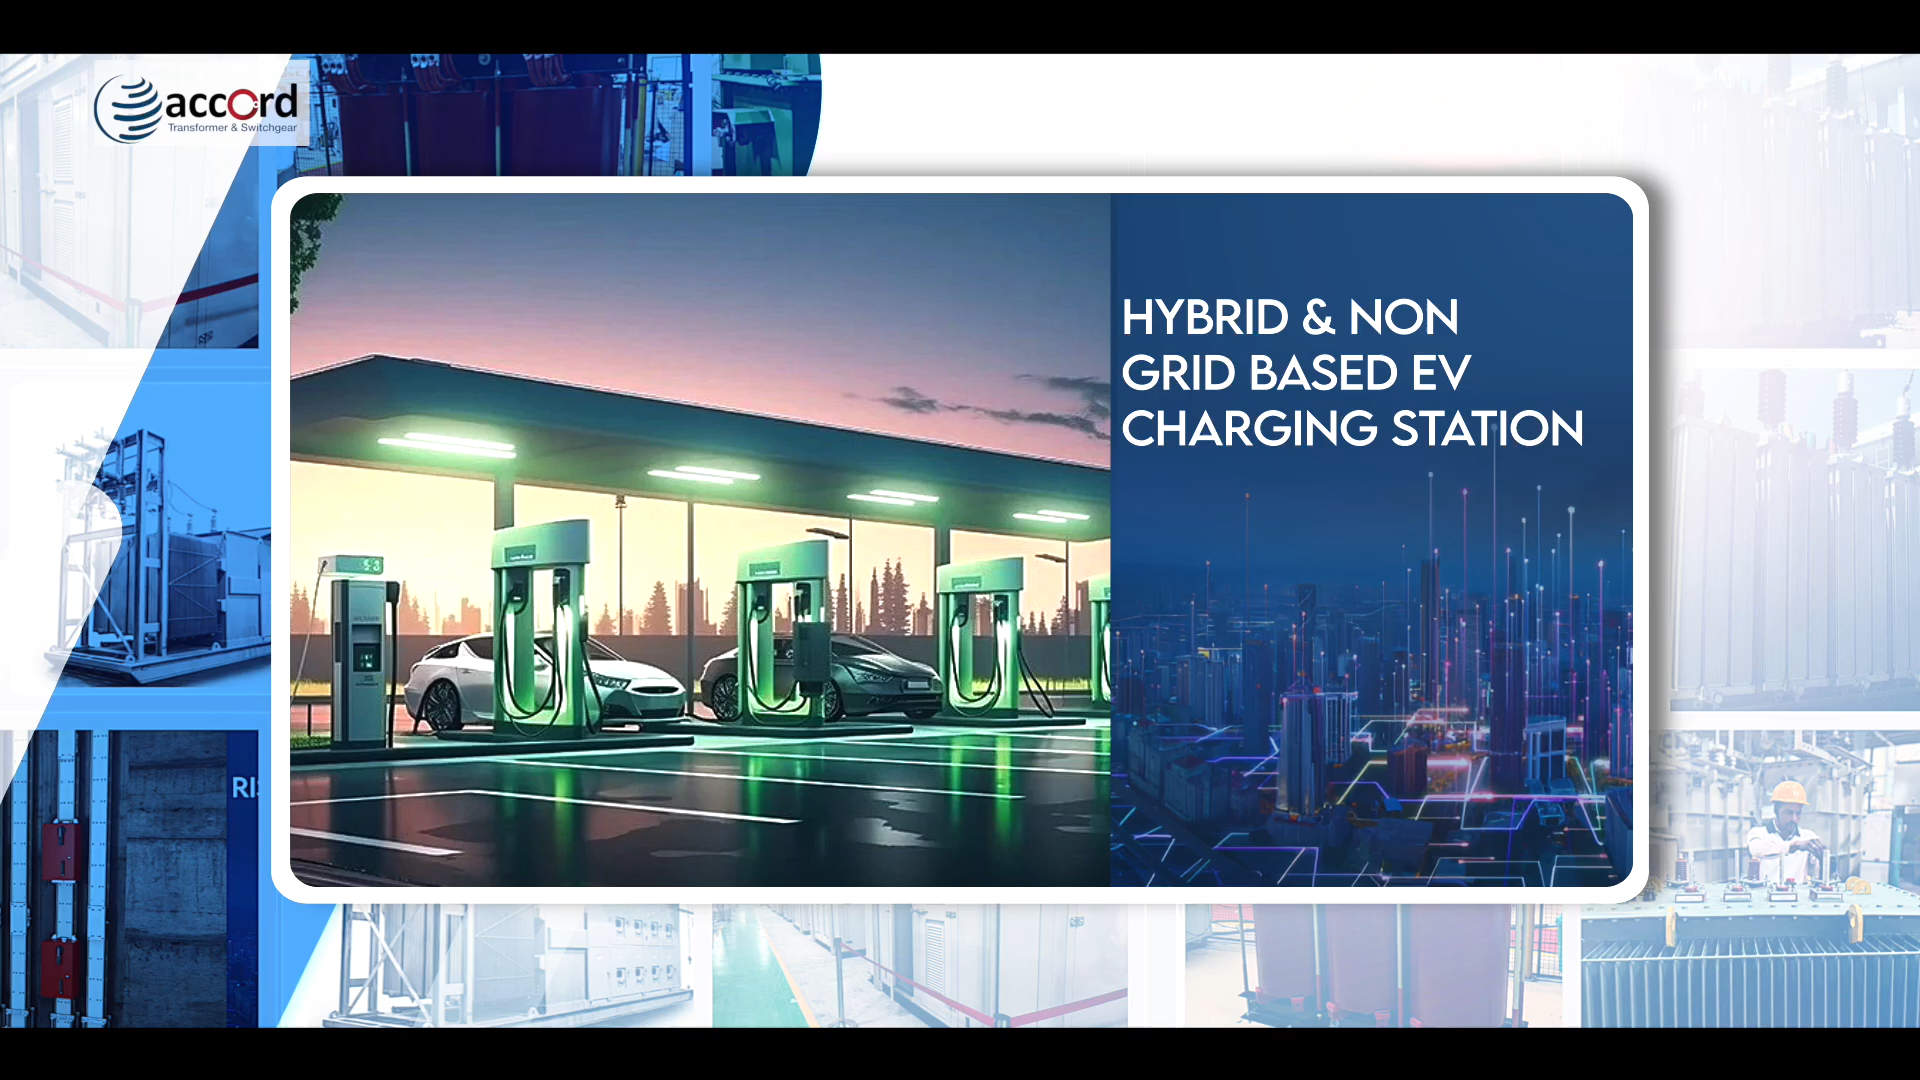 accord
Transformer & Switchgear
HYBRID & NON
GRID BASED EV
CHARGING STATION